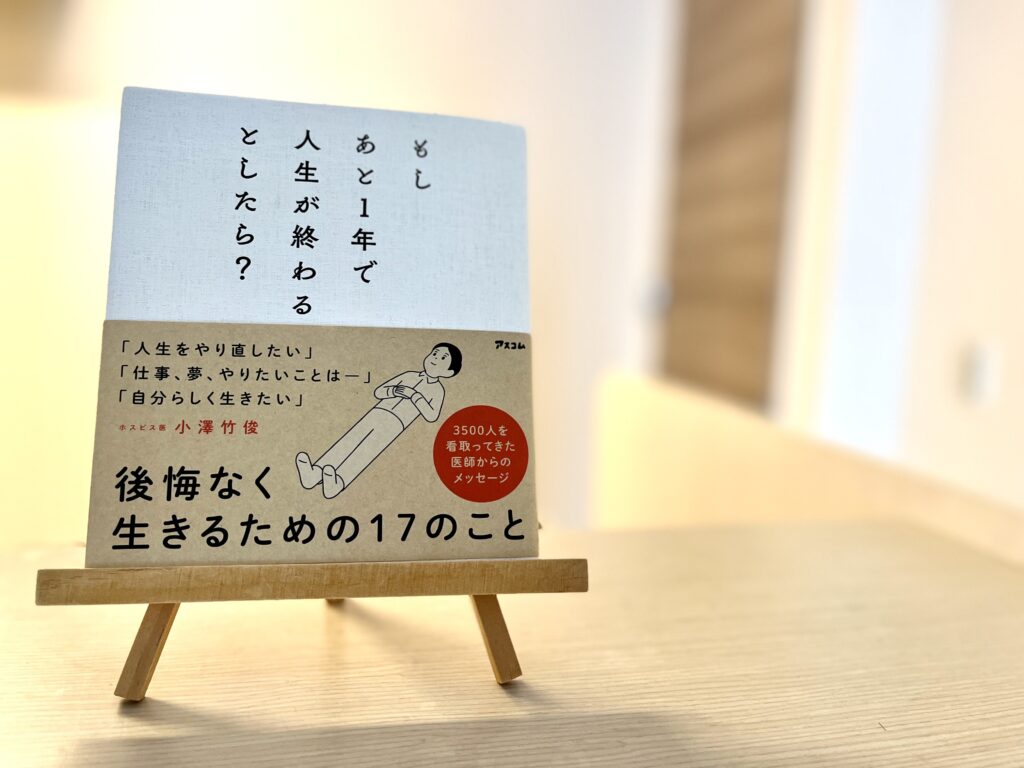 もし
あと1年で
人生が終わる
としたら?
アスコム
「人生をやり直したい」
「仕事、夢、やりたいことは―」
「自分らしく生きたい」
ホスピス医 小澤竹俊
3500人を
看取ってきた
医師からの
メッセージ
後悔なく
生きるための17のこと